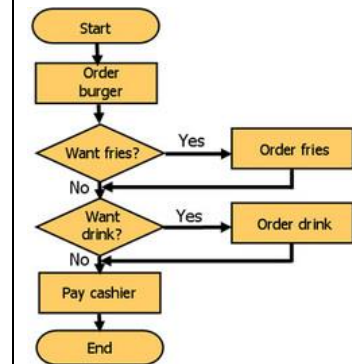 Start
Order
burger
Want fries?
Yes
Order fries
No
Want
drink?
Yes
Order drink
No
Pay cashier
End